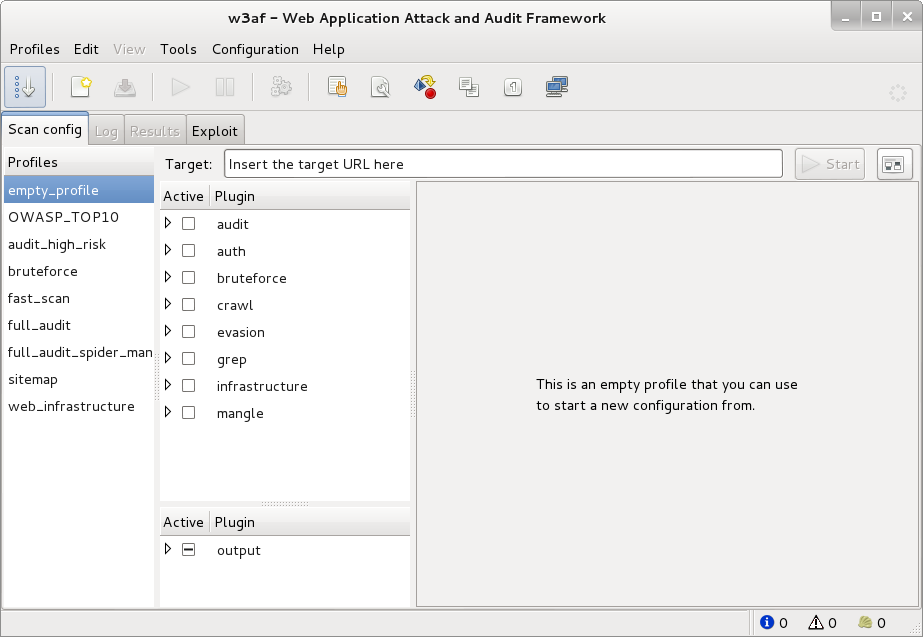 w3af - Web Application Attack and Audit Framework
Profiles Edit View Tools Configuration Help
1
Scan config Log Results Exploit
Profiles
empty_profile
OWASP_TOP10
audit_high_risk
bruteforce
fast_scan
full_audit
full_audit_spider_man
sitemap
web_infrastructure
Target: Insert the target URL here Start
Active Plugin
audit
auth
bruteforce
crawl
evasion
grep
infrastructure
mangle
Active Plugin
output
This is an empty profile that you can use
to start a new configuration from.
0 0 0